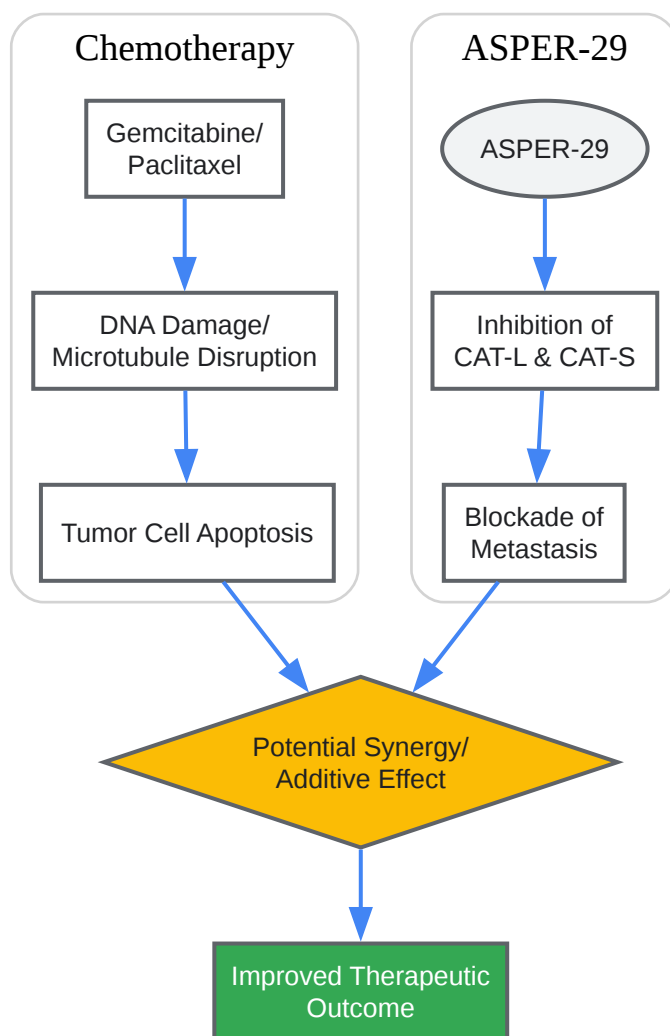 Chemotherapy
Gemcitabine/
Paclitaxel
DNA Damage/
Microtubule Disruption
Tumor Cell Apoptosis
ASPER-29
ASPER-29
Inhibition of
CAT-L & CAT-S
Blockade of
Metastasis
Potential Synergy/
Additive Effect
Improved Therapeutic
Outcome